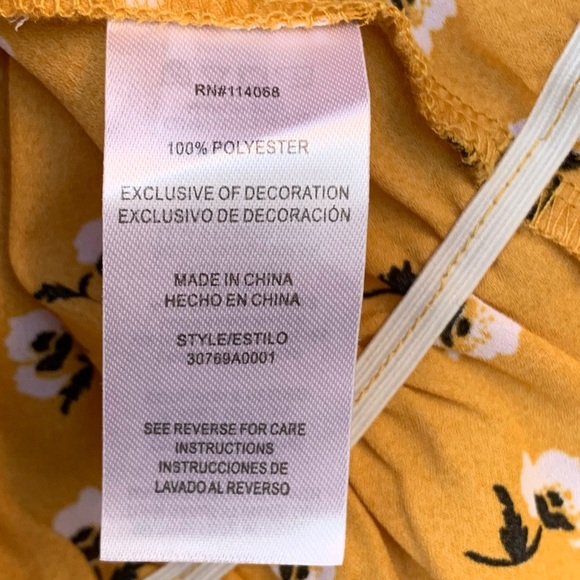 RN#114068
100% POLYESTER
EXCLUSIVE OF DECORATION
EXCLUSIVO DE DECORACIÓN
MADE IN CHINA
HECHO EN CHINA
STYLE/ESTILO
30769A0001
SEE REVERSE FOR CARE
INSTRUCTIONS
INSTRUCCIONES DE
LAVADO AL REVERSO